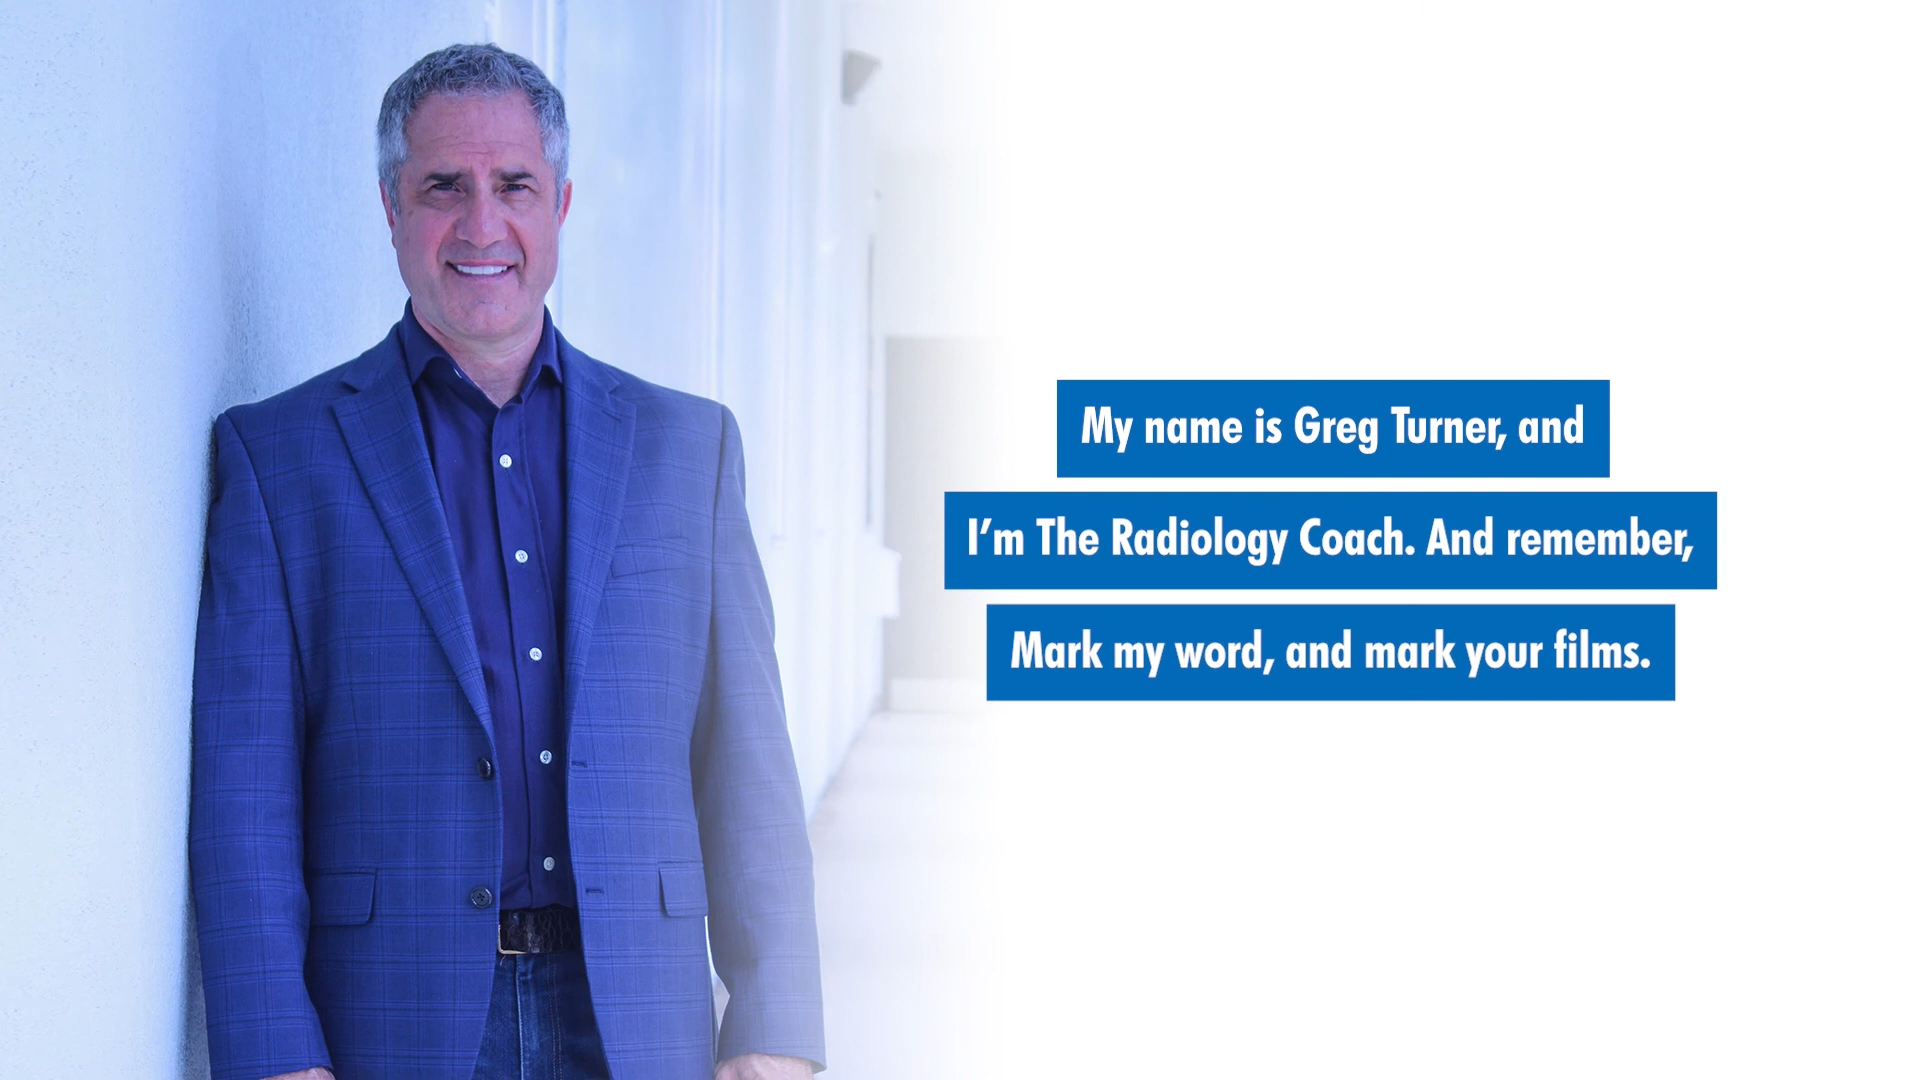 My name is Greg Turner, and
I’m The Radiology Coach. And remember,
Mark my word, and mark your films.